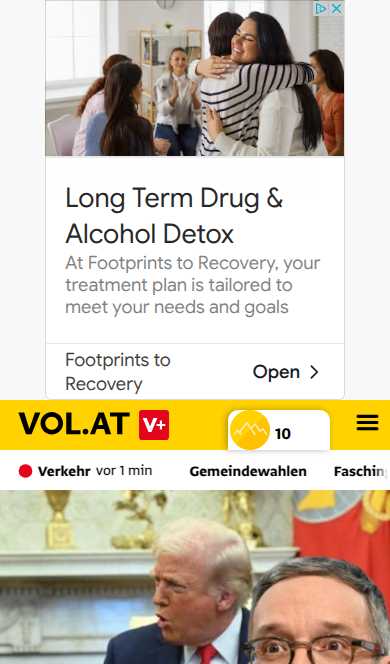 Long Term Drug &
Alcohol Detox
At Footprints to Recovery, your
treatment plan is tailored to
meet your needs and goals
Footprints to
Recovery
Open
VOL.AT V+
10
Verkehr vor 1 min Gemeindewahlen Fasching